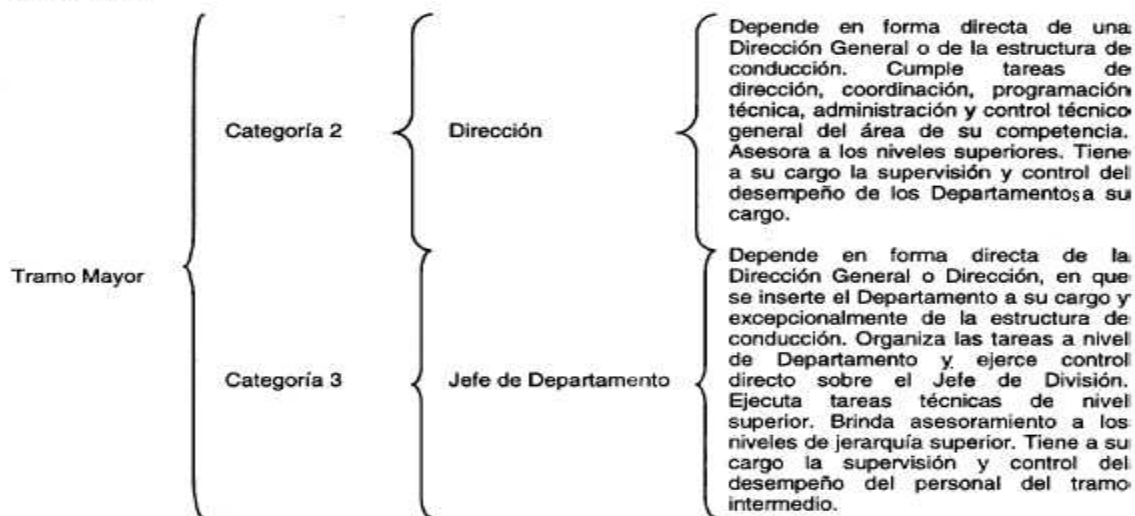 Categoría 2
Dirección
Depende en forma directa de una
Dirección General o de la estructura de
conducción. Cumple tareas de
dirección, coordinación, programación
técnica, administración y control técnico
general del área de su competencia.
Asesora a los niveles superiores. Tiene
a su cargo la supervisión y control del
desempeño de los Departamentos a su
cargo.
Tramo Mayor
Categoría 3
Jefe de Departamento
Depende en forma directa de la
Dirección General o Dirección, en que
se inserte el Departamento a su cargo y
excepcionalmente de la estructura de
conducción. Organiza las tareas a nivel
de Departamento y ejerce control
directo sobre el Jefe de División.
Ejecuta tareas técnicas de nivel
superior. Brinda asesoramiento a los
niveles de jerarquía superior. Tiene a su
cargo la supervisión y control del
desempeño del personal del tramo
intermedio.